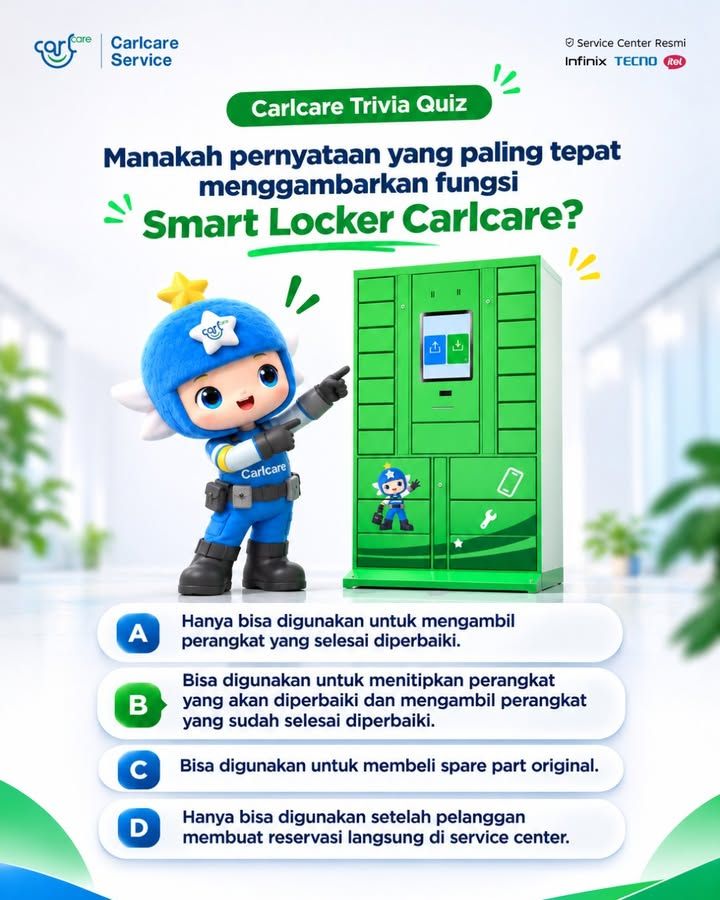 carlcare
Carlcare
Service
Service Center Resmi
Infinix TECNO itel
Carlcare Trivia Quiz
Manakah pernyataan yang paling tepat
menggambarkan fungsi
Smart Locker Carlcare?
carlcare
Carlcare
A
Hanya bisa digunakan untuk mengambil
perangkat yang selesai diperbaiki.
B
Bisa digunakan untuk menitipkan perangkat
yang akan diperbaiki dan mengambil perangkat
yang sudah selesai diperbaiki.
C
Bisa digunakan untuk membeli spare part original.
D
Hanya bisa digunakan setelah pelanggan
membuat reservasi langsung di service center.